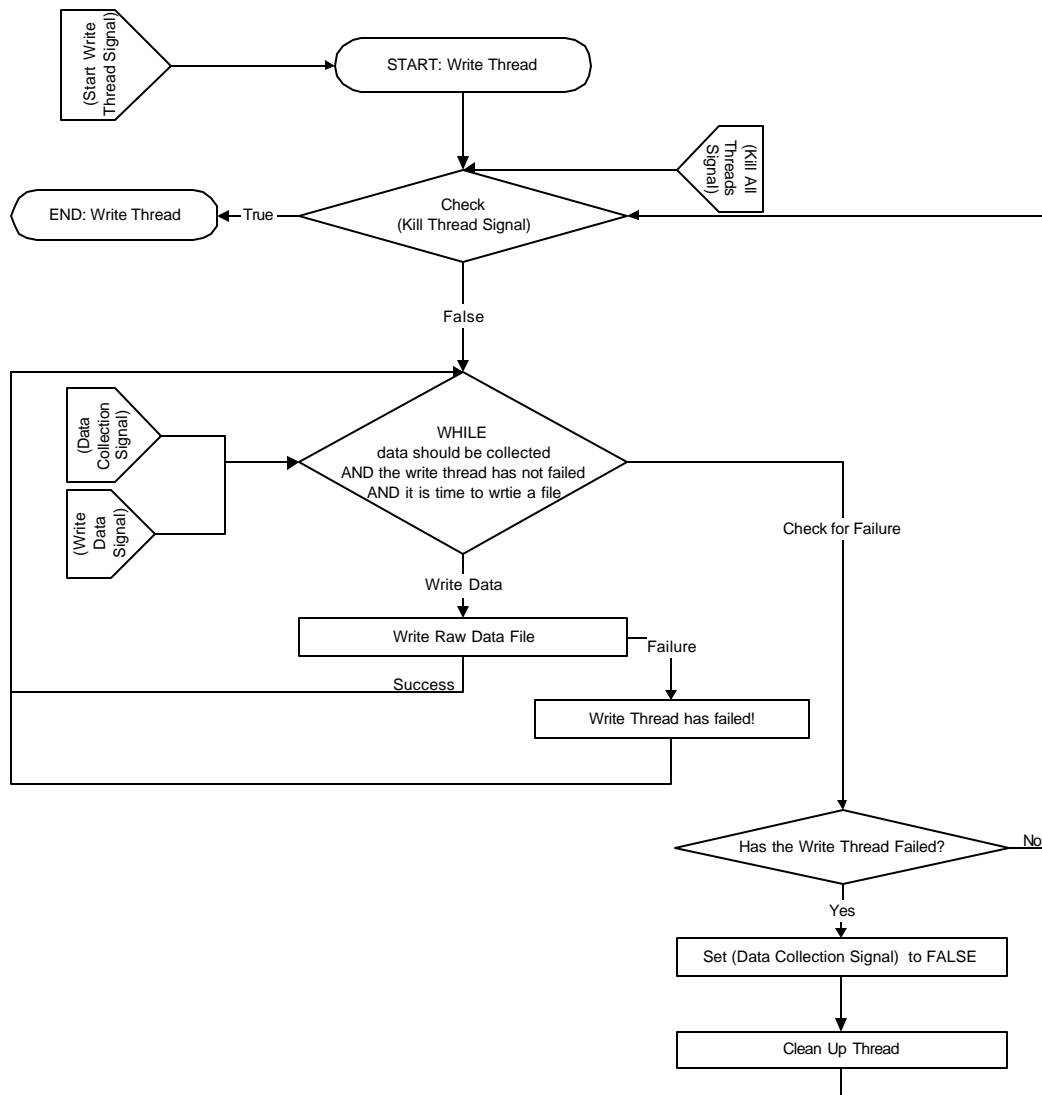 (Start Write
Thread Signal)
START: Write Thread
(Kill All
Threads
Signal)
Check
(Kill Thread Signal)
END: Write Thread
True
False
(Data
Collection
Signal)
WHILE
data should be collected
AND the write thread has not failed
AND it is time to wrtie a file
(Write
Data
Signal)
Check for Failure
Write Data
Write Raw Data File
Failure
Success
Write Thread has failed!
Has the Write Thread Failed?
No
Yes
Set (Data Collection Signal) to FALSE
Clean Up Thread